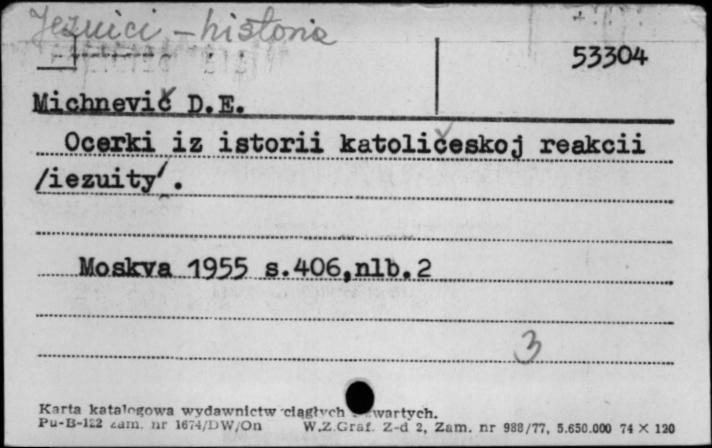 Jezuici - historia
53304
Michnevič D.E.
Ocerki iz istorii katoličeskoj reakcii
/iezuity/.
Moskva 1955 s.406,nlb.2
3
Karta katalogowa wydawnictw ciągłych i zwartych.
Pu-B-122 zam. nr 1674/DW/On W.Z.Graf. Z-d 2, Zam. nr 988/77, 5.650.000 74 X 120